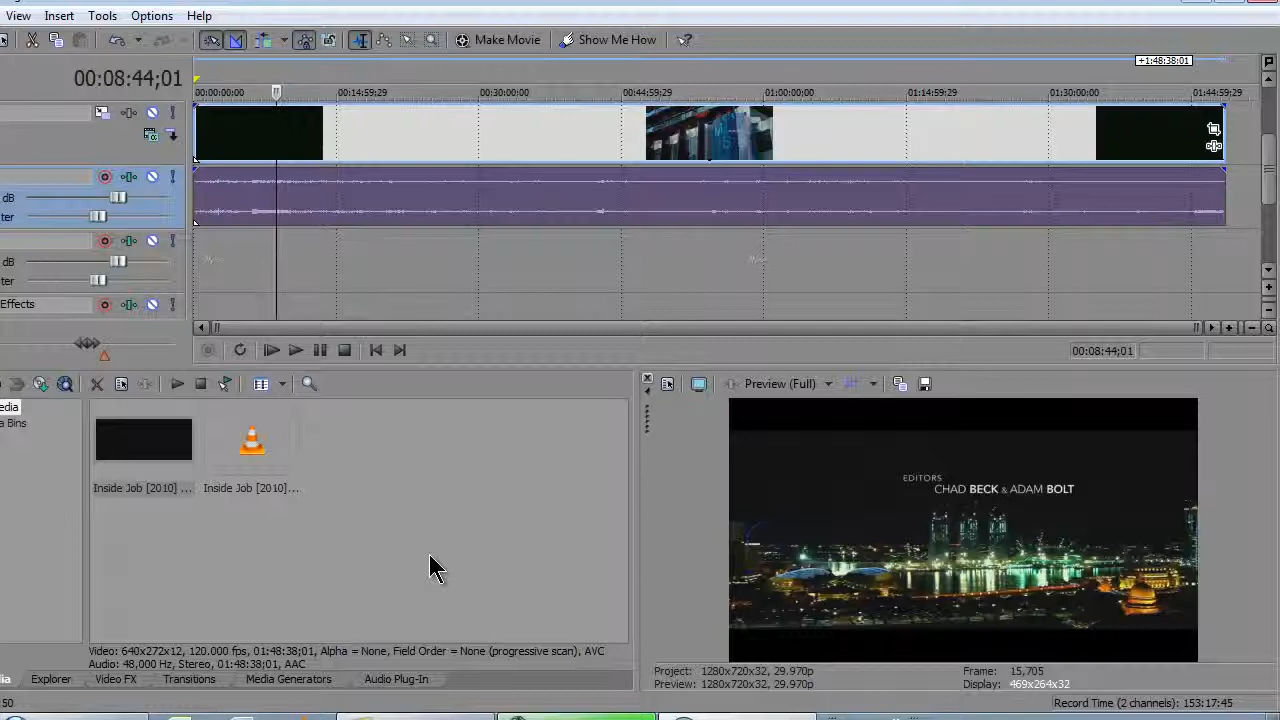 View Insert Tools Options Help
Make Movie Show Me How
+1:48:38;01
00:08:44;01
00:00:00;00 00:14:59;29 00:30:00;00 00:44:59;29 01:00:00;00 01:14:59;29 01:30:00;00 01:44:59;29
dB
ter
dB
ter
Effects
00:08:44;01
Preview (Full)
edia
a Bins
Inside Job [2010] ... Inside Job [2010]...
EDITORS
CHAD BECK & ADAM BOLT
Video: 640x272x12, 120.000 fps, 01:48:38;01, Alpha = None, Field Order = None (progressive scan), AVC
Audio: 48,000 Hz, Stereo, 01:48:38;01, AAC
Project: 1280x720x32, 29.970p Frame: 15,705
Preview: 1280x720x32, 29.970p Display: 469x264x32
dia Explorer Video FX Transitions Media Generators Audio Plug-In
50 Record Time (2 channels): 153:17:45